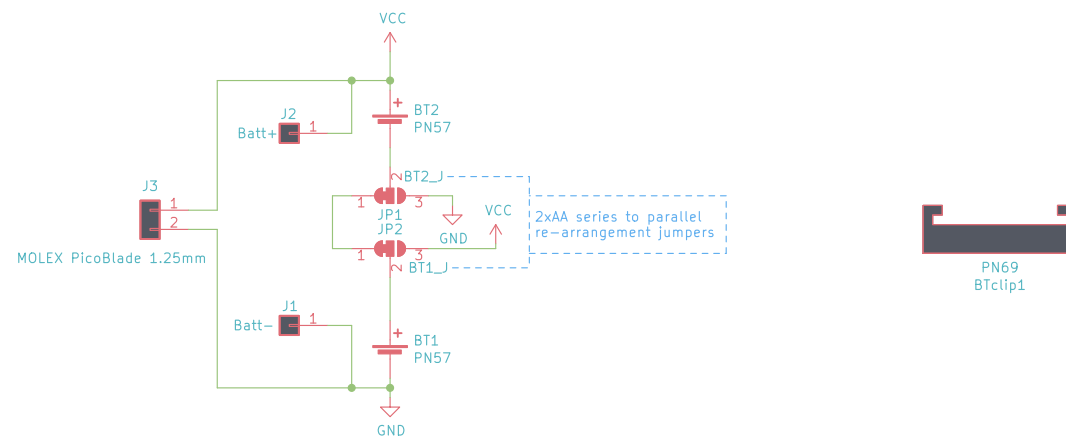 VCC
BT2
PN57
J2
Batt+
1
2
BT2_J
J3
1
2
MOLEX PicoBlade 1.25mm
1
3
JP1
JP2
GND
VCC
2xAA series to parallel
re-arrangement jumpers
1
3
2
BT1_J
PN69
BTclip1
J1
Batt-
1
BT1
PN57
GND